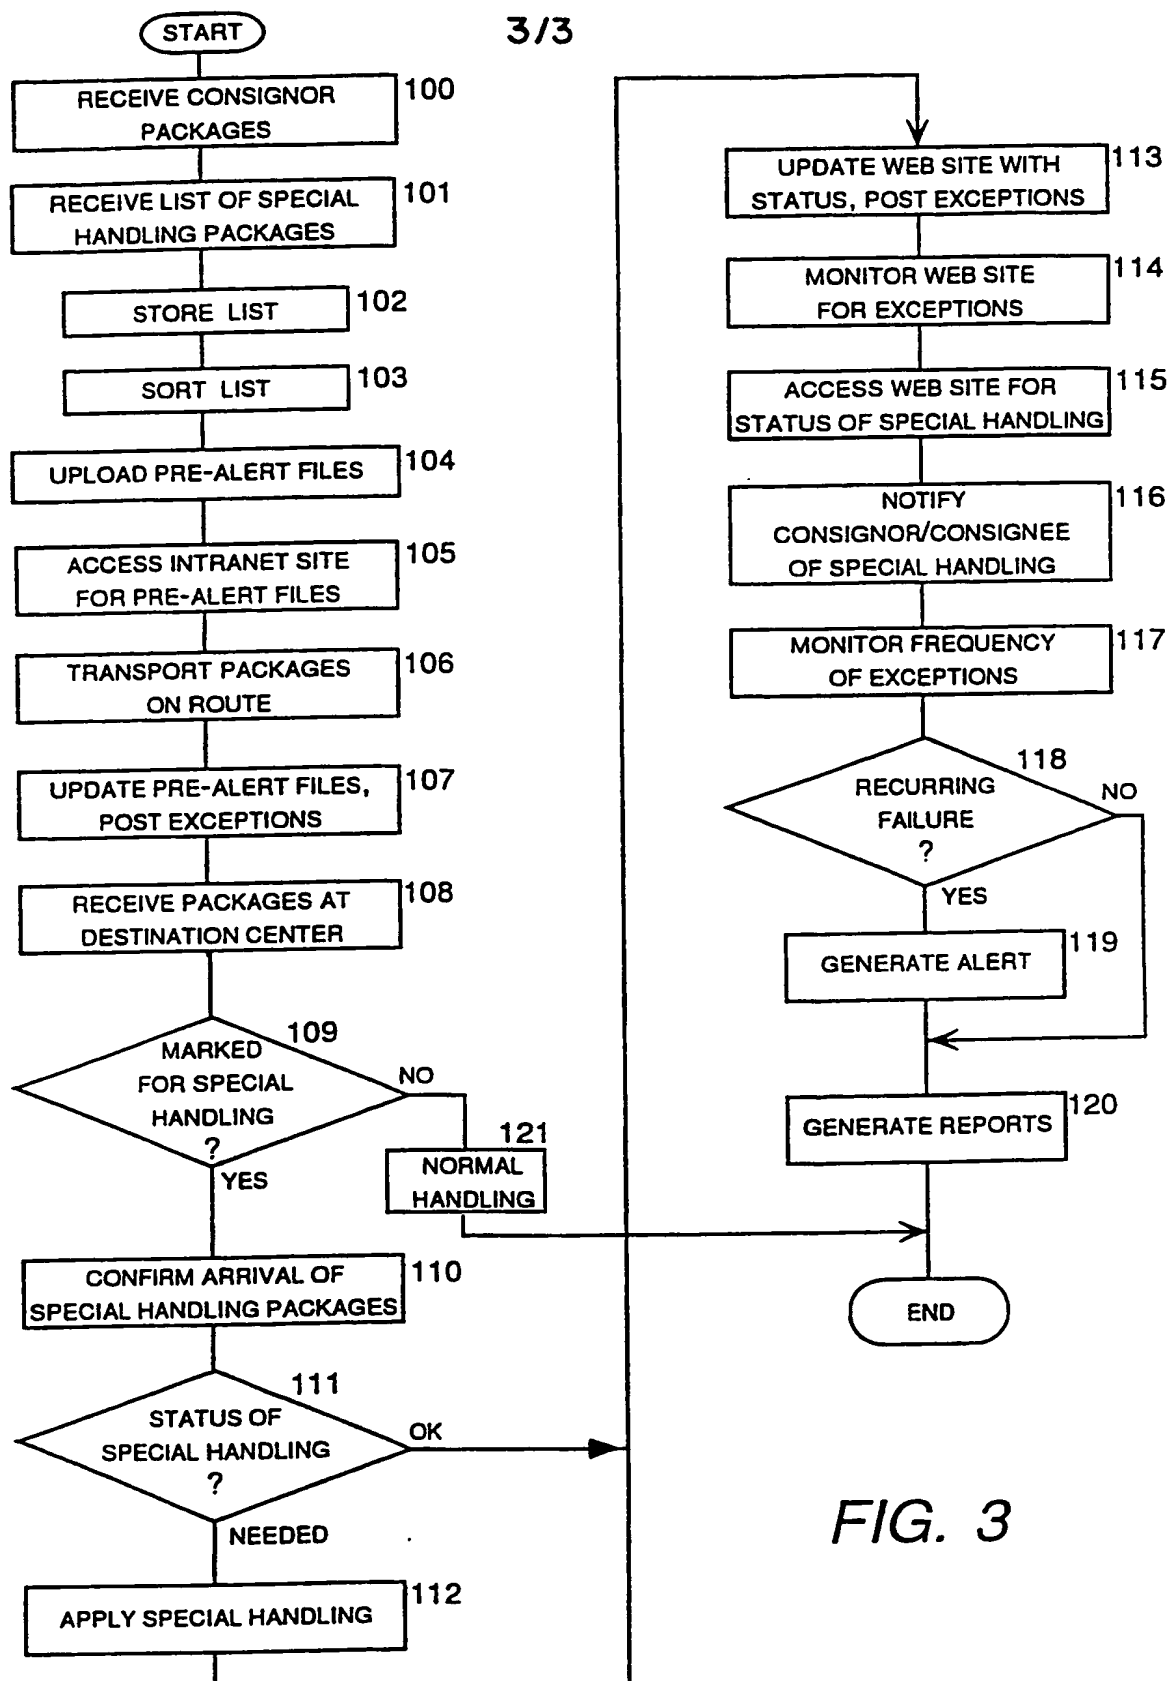 3/3
START
RECEIVE CONSIGNOR
PACKAGES
100
RECEIVE LIST OF SPECIAL
HANDLING PACKAGES
101
STORE LIST
102
SORT LIST
103
UPLOAD PRE-ALERT FILES
104
ACCESS INTRANET SITE
FOR PRE-ALERT FILES
105
TRANSPORT PACKAGES
ON ROUTE
106
UPDATE PRE-ALERT FILES,
POST EXCEPTIONS
107
RECEIVE PACKAGES AT
DESTINATION CENTER
108
MARKED
FOR SPECIAL
HANDLING
?
109
NO
YES
121
NORMAL
HANDLING
CONFIRM ARRIVAL OF
SPECIAL HANDLING PACKAGES
110
STATUS OF
SPECIAL HANDLING
?
111
OK
NEEDED
APPLY SPECIAL HANDLING
112
UPDATE WEB SITE WITH
STATUS, POST EXCEPTIONS
113
MONITOR WEB SITE
FOR EXCEPTIONS
114
ACCESS WEB SITE FOR
STATUS OF SPECIAL HANDLING
115
NOTIFY
CONSIGNOR/CONSIGNEE
OF SPECIAL HANDLING
116
MONITOR FREQUENCY
OF EXCEPTIONS
117
RECURRING
FAILURE
?
118
NO
YES
GENERATE ALERT
119
GENERATE REPORTS
120
END
FIG. 3